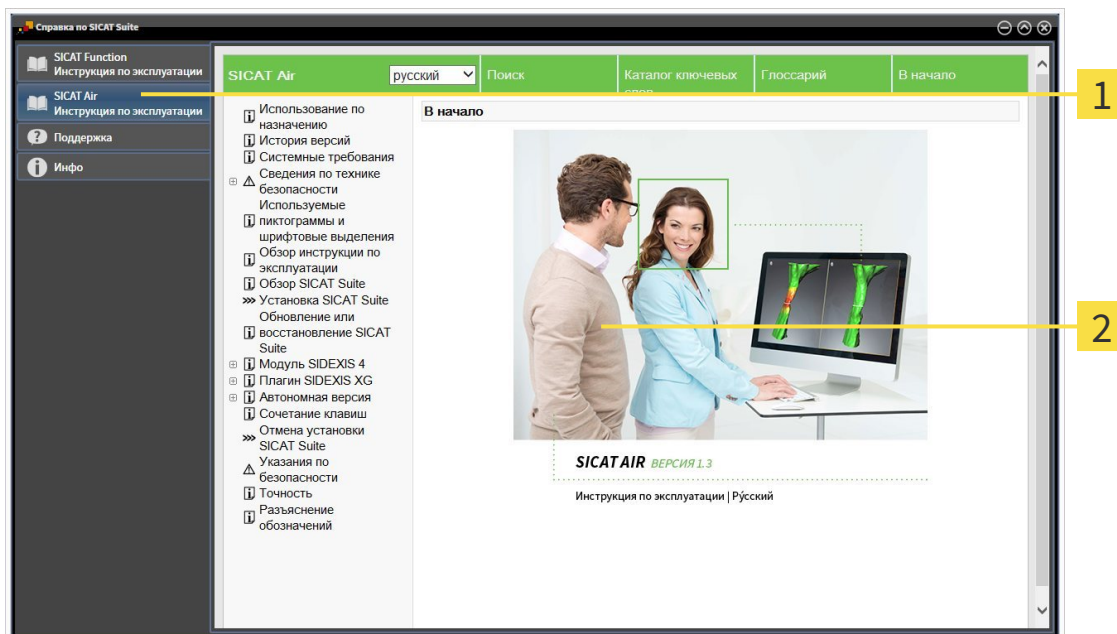 Справка по SICAT Suite
SICAT Function
Инструкция по эксплуатации
SICAT Air
Инструкция по эксплуатации
Поддержка
Инфо
SICAT Air
русский
Поиск
Каталог ключевых
слов
Глоссарий
В начало
Использование по
назначению
История версий
Системные требования
Сведения по технике
безопасности
Используемые
пиктограммы и
шрифтовые выделения
Обзор инструкции по
эксплуатации
Обзор SICAT Suite
Установка SICAT Suite
Обновление или
восстановление SICAT
Suite
Модуль SIDEXIS 4
Плагин SIDEXIS XG
Автономная версия
Сочетание клавиш
Отмена установки
SICAT Suite
Указания по
безопасности
Точность
Разъяснение
обозначений
В начало
SICAT AIR ВЕРСИЯ 1.3
Инструкция по эксплуатации | Ру́сский
1
2